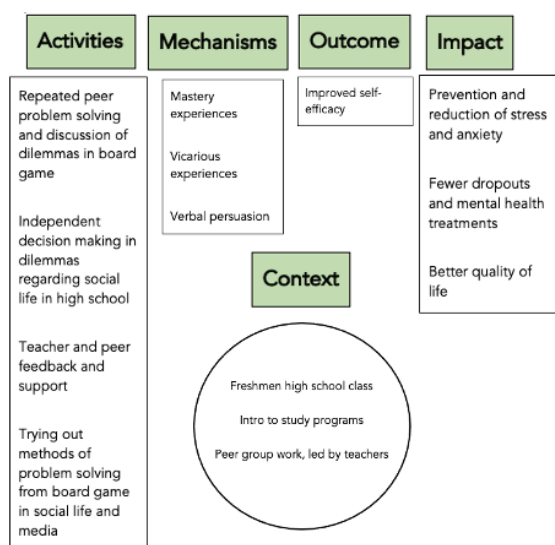 Activities
Repeated peer
problem solving
and discussion of
dilemmas in board
game
Independent
decision making in
dilemmas
regarding social
life in high school
Teacher and peer
feedback and
support
Trying out
methods of
problem solving
from board game
in social life and
media
Mechanisms
Mastery
experiences
Vicarious
experiences
Verbal persuasion
Outcome
Improved self-
efficacy
Impact
Prevention and
reduction of stress
and anxiety
Fewer dropouts
and mental health
treatments
Better quality of
life
Context
Freshmen high school class
Intro to study programs
Peer group work, led by teachers